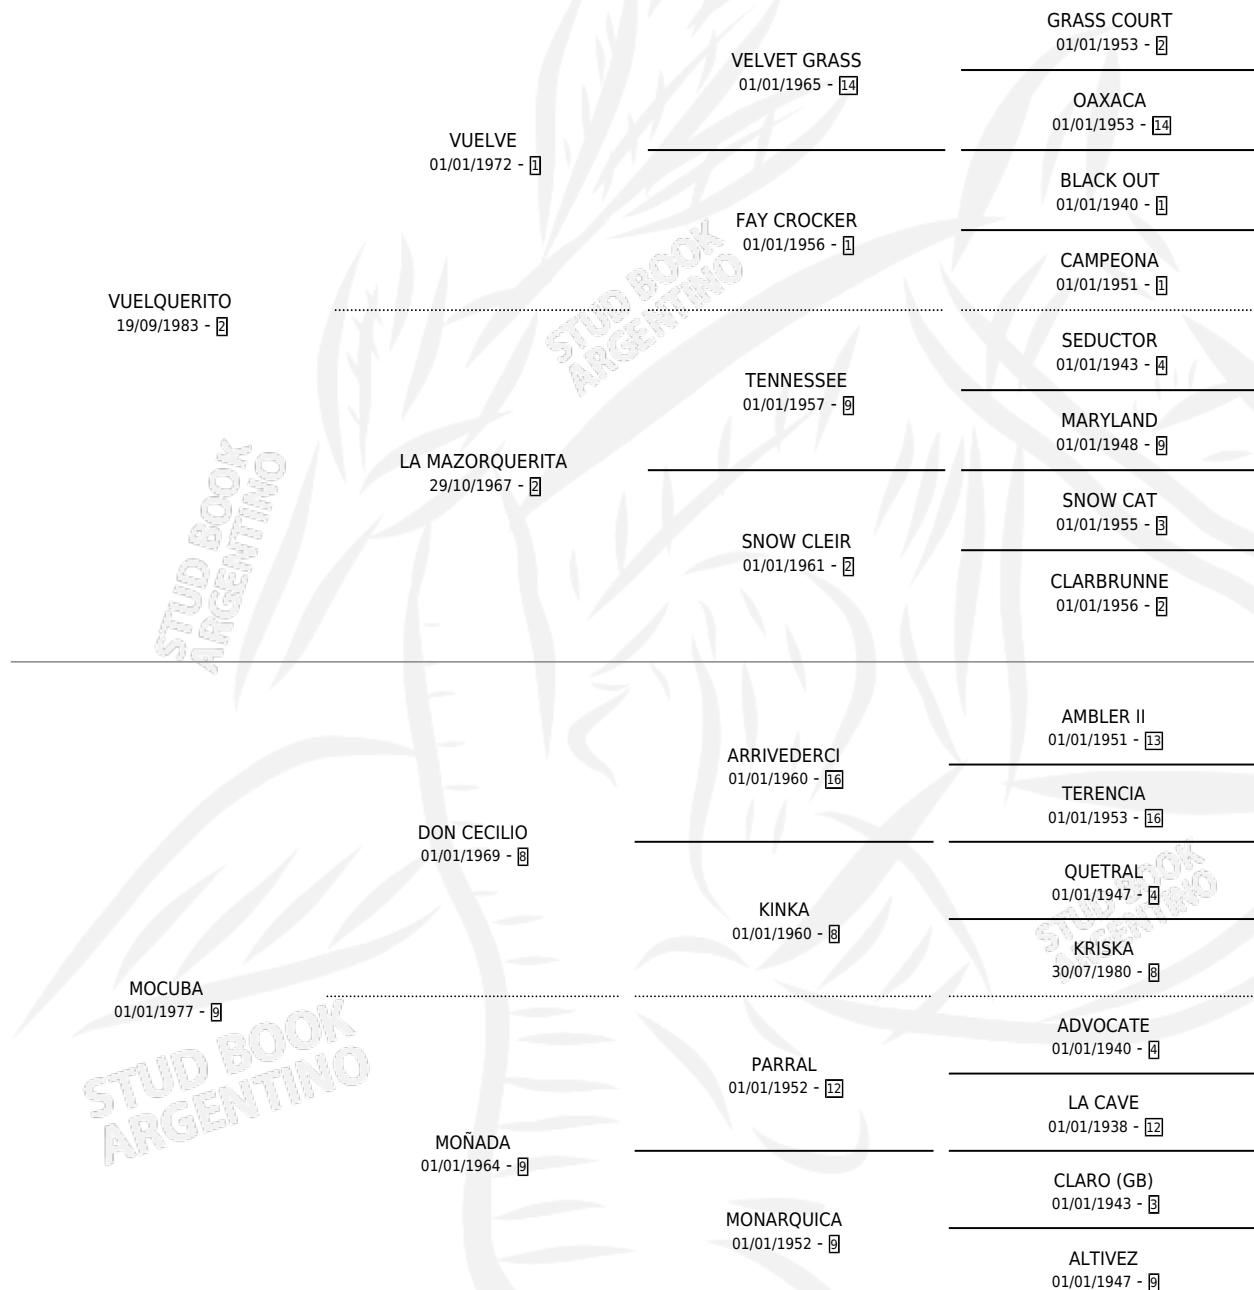 GRASS COURT
01/01/1953 - 2
VELVET GRASS
01/01/1965 - 14
OAXACA
01/01/1953 - 14
VUELVE
01/01/1972 - 1
BLACK OUT
01/01/1940 - 1
FAY CROCKER
01/01/1956 - 1
CAMPEONA
01/01/1951 - 1
VUELQUERITO
19/09/1983 - 2
STUD BOOK
ARGENTINO
SEDUCTOR
01/01/1943 - 4
TENNESSEE
01/01/1957 - 9
MARYLAND
01/01/1948 - 9
LA MAZORQUERITA
29/10/1967 - 2
SNOW CAT
01/01/1955 - 3
SNOW CLEIR
01/01/1961 - 2
CLARBRUNNE
01/01/1956 - 2
STUD BOOK
ARGENTINO
AMBLER II
01/01/1951 - 13
ARRIVEDERCI
01/01/1960 - 16
TERENCIA
01/01/1953 - 16
DON CECILIO
01/01/1969 - 8
QUETRAL
01/01/1947 - 4
KINKA
01/01/1960 - 8
STUD BOOK
ARGENTINO
KRISKA
30/07/1980 - 8
MOCUBA
01/01/1977 - 9
STUD BOOK
ARGENTINO
ADVOCATE
01/01/1940 - 4
PARRAL
01/01/1952 - 12
LA CAVE
01/01/1938 - 12
MOÑADA
01/01/1964 - 9
CLARO (GB)
01/01/1943 - 3
MONARQUICA
01/01/1952 - 9
ALTIVEZ
01/01/1947 - 9